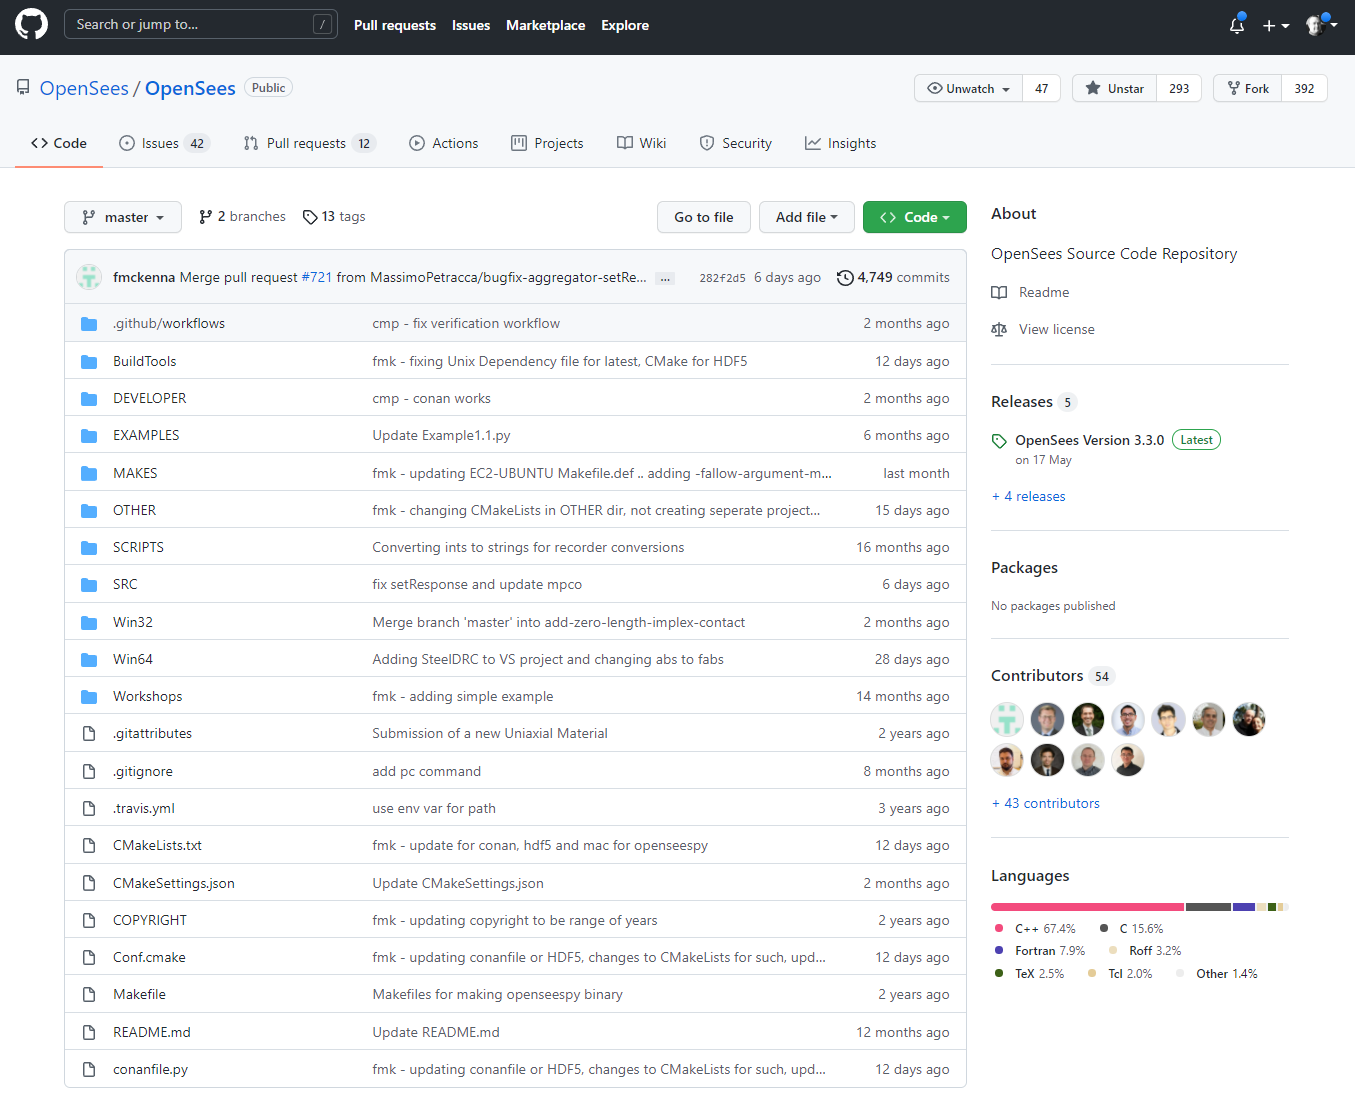 Search or jump to... /
Pull requests Issues Marketplace Explore
OpenSees / OpenSees Public
Unwatch 47 Unstar 293 Fork 392
Code Issues 42 Pull requests 12 Actions Projects Wiki Security Insights
master 2 branches 13 tags Go to file Add file Code
fmckenna Merge pull request #721 from MassimoPetracca/bugfix-aggregator-setRe... ... 282f2d5 6 days ago 4,749 commits
.github/workflows cmp - fix verification workflow 2 months ago
BuildTools fmk - fixing Unix Dependency file for latest, CMake for HDF5 12 days ago
DEVELOPER cmp - conan works 2 months ago
EXAMPLES Update Example1.1.py 6 months ago
MAKES fmk - updating EC2-UBUNTU Makefile.def .. adding -fallow-argument-m... last month
OTHER fmk - changing CMakeLists in OTHER dir, not creating seperate project... 15 days ago
SCRIPTS Converting ints to strings for recorder conversions 16 months ago
SRC fix setResponse and update mpco 6 days ago
Win32 Merge branch 'master' into add-zero-length-implex-contact 2 months ago
Win64 Adding SteelDRC to VS project and changing abs to fabs 28 days ago
Workshops fmk - adding simple example 14 months ago
.gitattributes Submission of a new Uniaxial Material 2 years ago
.gitignore add pc command 8 months ago
.travis.yml use env var for path 3 years ago
CMakeLists.txt fmk - update for conan, hdf5 and mac for openseespy 12 days ago
CMakeSettings.json Update CMakeSettings.json 2 months ago
COPYRIGHT fmk - updating copyright to be range of years 2 years ago
Conf.cmake fmk - updating conanfile or HDF5, changes to CMakeLists for such, upd... 12 days ago
Makefile Makefiles for making openseespy binary 2 years ago
README.md Update README.md 12 months ago
conanfile.py fmk - updating conanfile or HDF5, changes to CMakeLists for such, upd... 12 days ago
About
OpenSees Source Code Repository
Readme
View license
Releases 5
OpenSees Version 3.3.0 Latest
on 17 May
+ 4 releases
Packages
No packages published
Contributors 54
+ 43 contributors
Languages
C++ 67.4% C 15.6%
Fortran 7.9% Roff 3.2%
TeX 2.5% Tcl 2.0% Other 1.4%